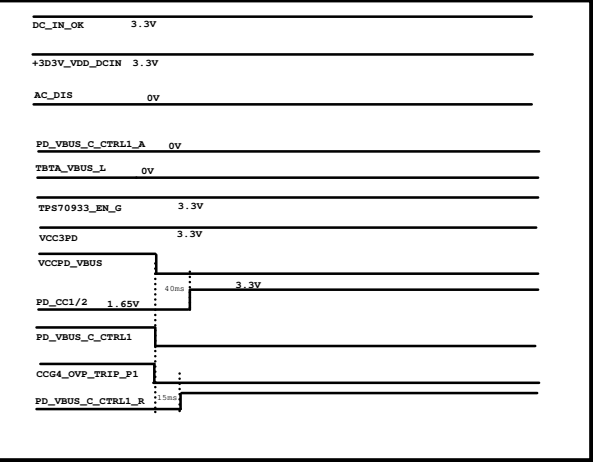 DC_IN_OK 3.3V
+3D3V_VDD_DCIN 3.3V
AC_DIS 0V
PD_VBUS_C_CTRL1_A 0V
TBTA_VBUS_L 0V
TPS70933_EN_G 3.3V
VCC3PD 3.3V
VCCPD_VBUS
40ms 3.3V
PD_CC1/2 1.65V
PD_VBUS_C_CTRL1
CCG4_OVP_TRIP_P1
PD_VBUS_C_CTRL1_R 15ms